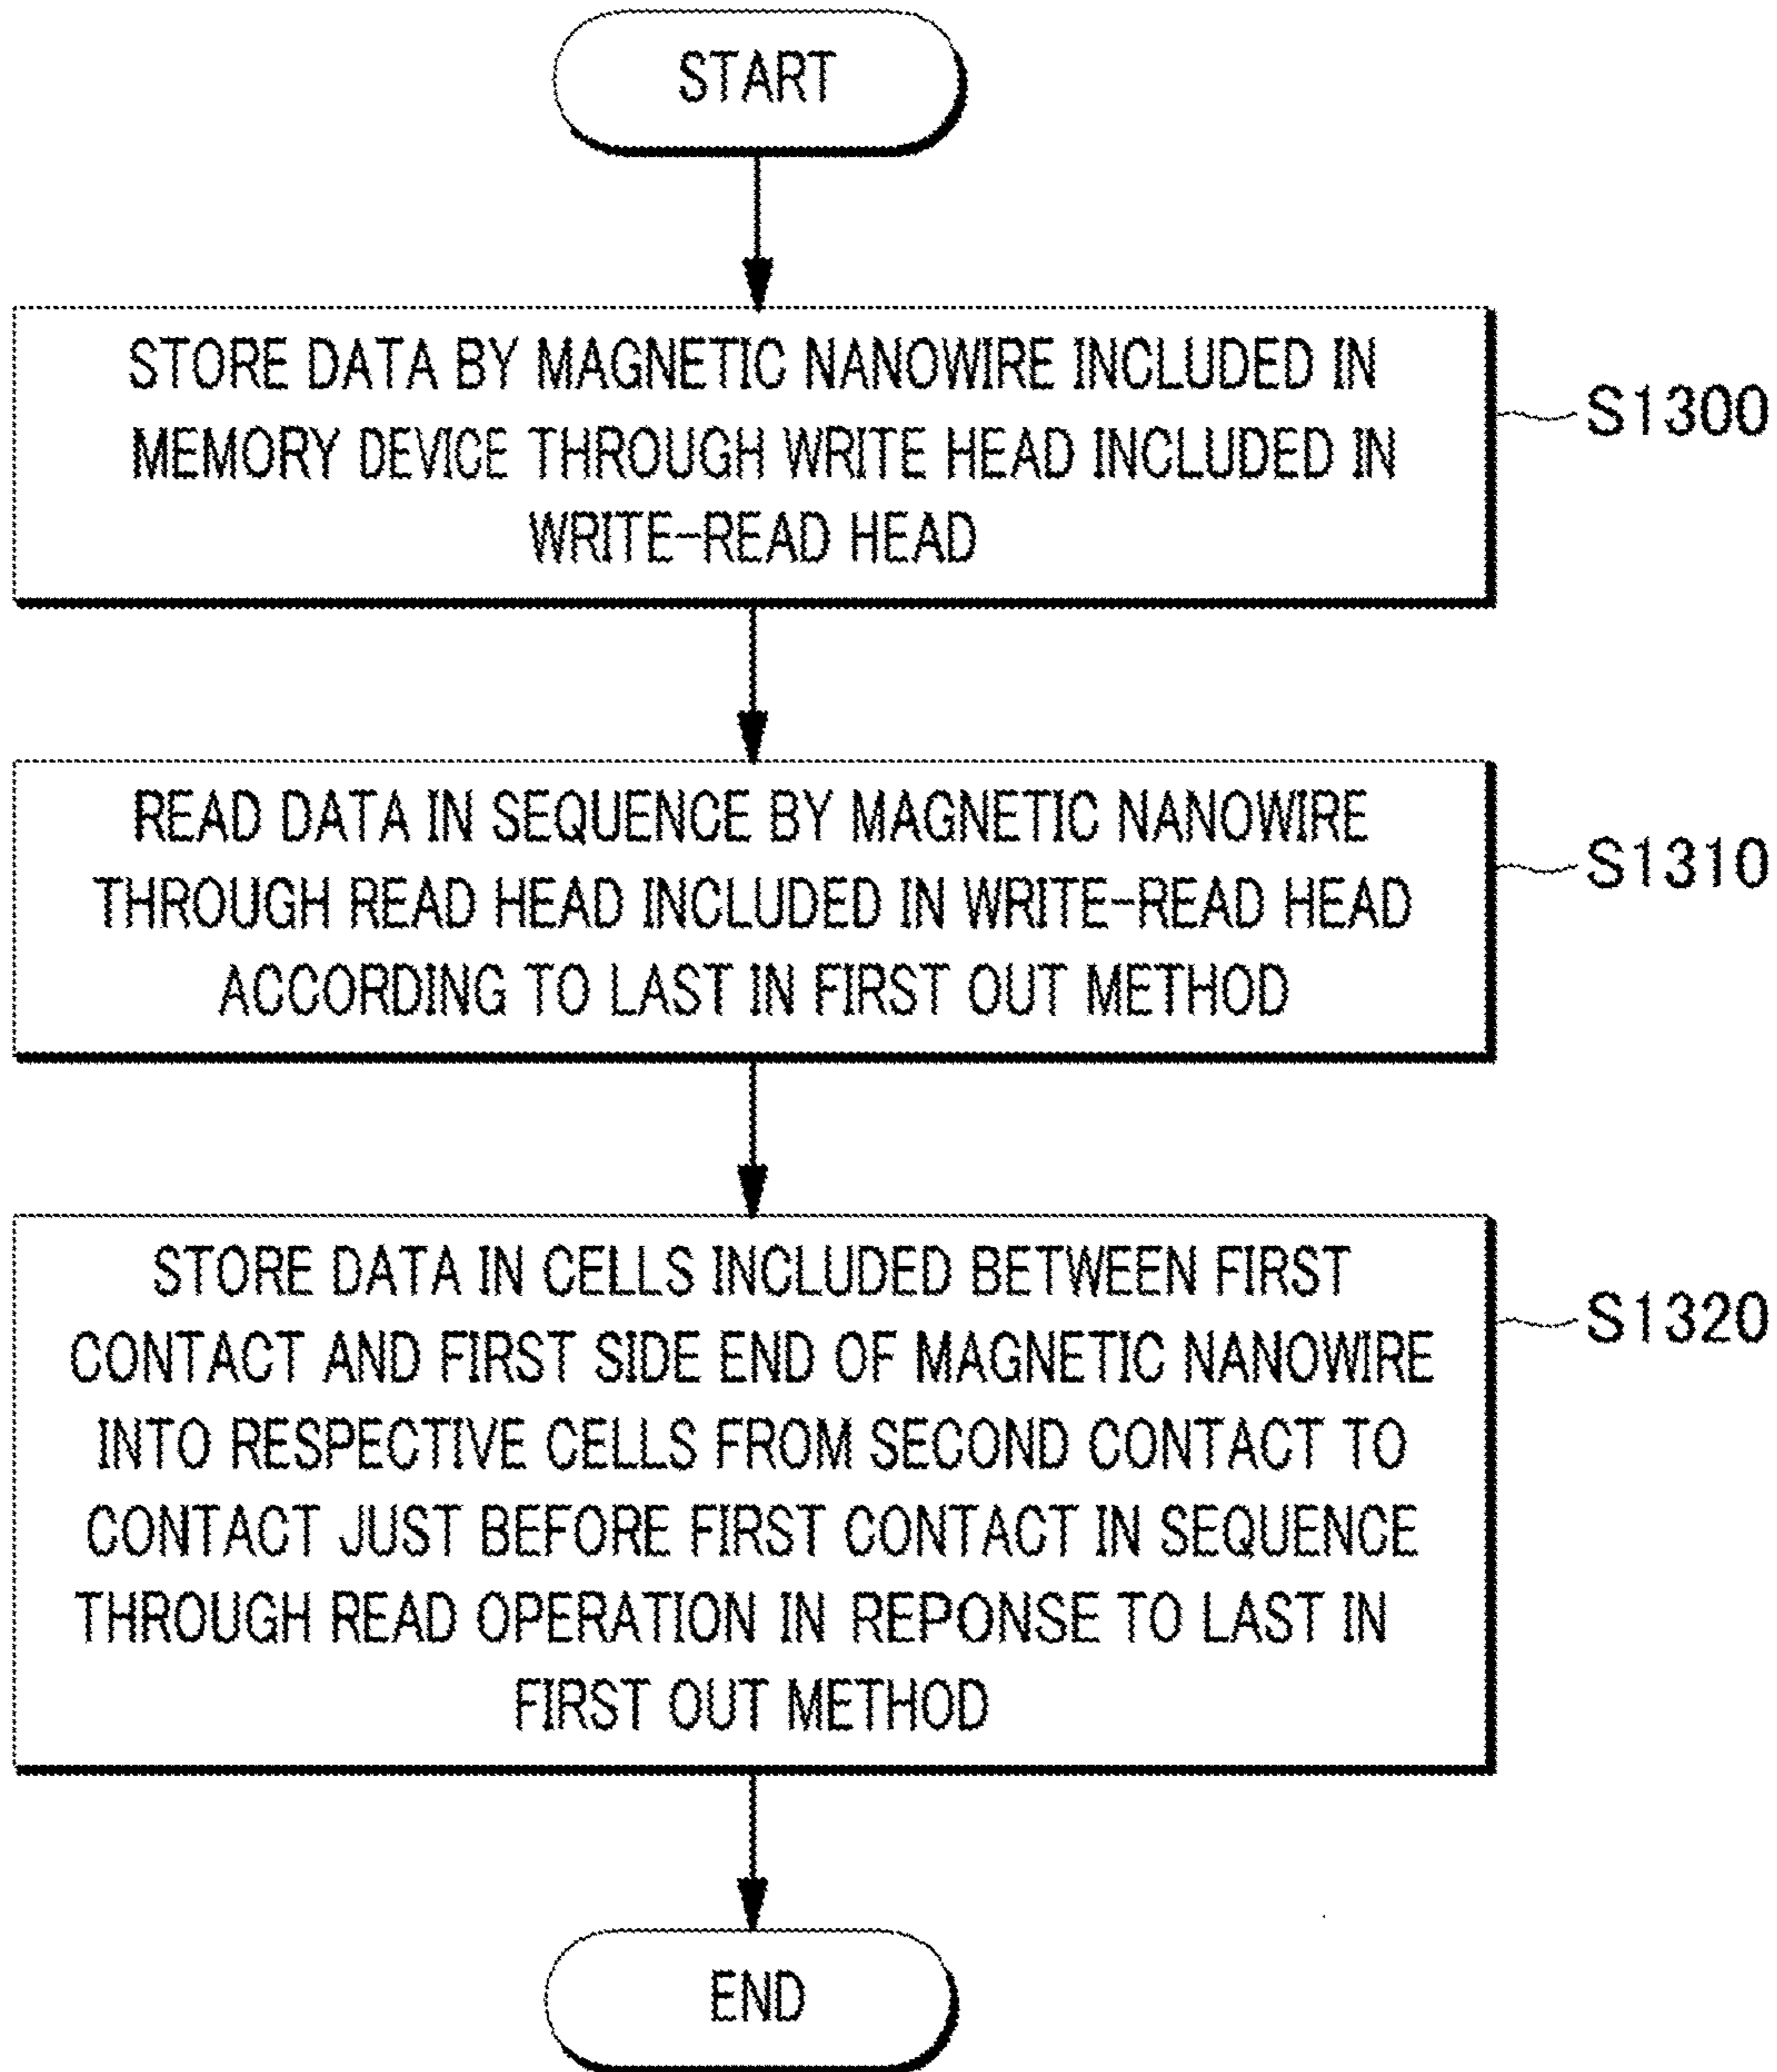 START
STORE DATA BY MAGNETIC NANOWIRE INCLUDED IN
MEMORY DEVICE THROUGH WRITE HEAD INCLUDED IN
WRITE-READ HEAD
S1300
READ DATA IN SEQUENCE BY MAGNETIC NANOWIRE
THROUGH READ HEAD INCLUDED IN WRITE-READ HEAD
ACCORDING TO LAST IN FIRST OUT METHOD
S1310
STORE DATA IN CELLS INCLUDED BETWEEN FIRST
CONTACT AND FIRST SIDE END OF MAGNETIC NANOWIRE
INTO RESPECTIVE CELLS FROM SECOND CONTACT TO
CONTACT JUST BEFORE FIRST CONTACT IN SEQUENCE
THROUGH READ OPERATION IN REPONSE TO LAST IN
FIRST OUT METHOD
S1320
END